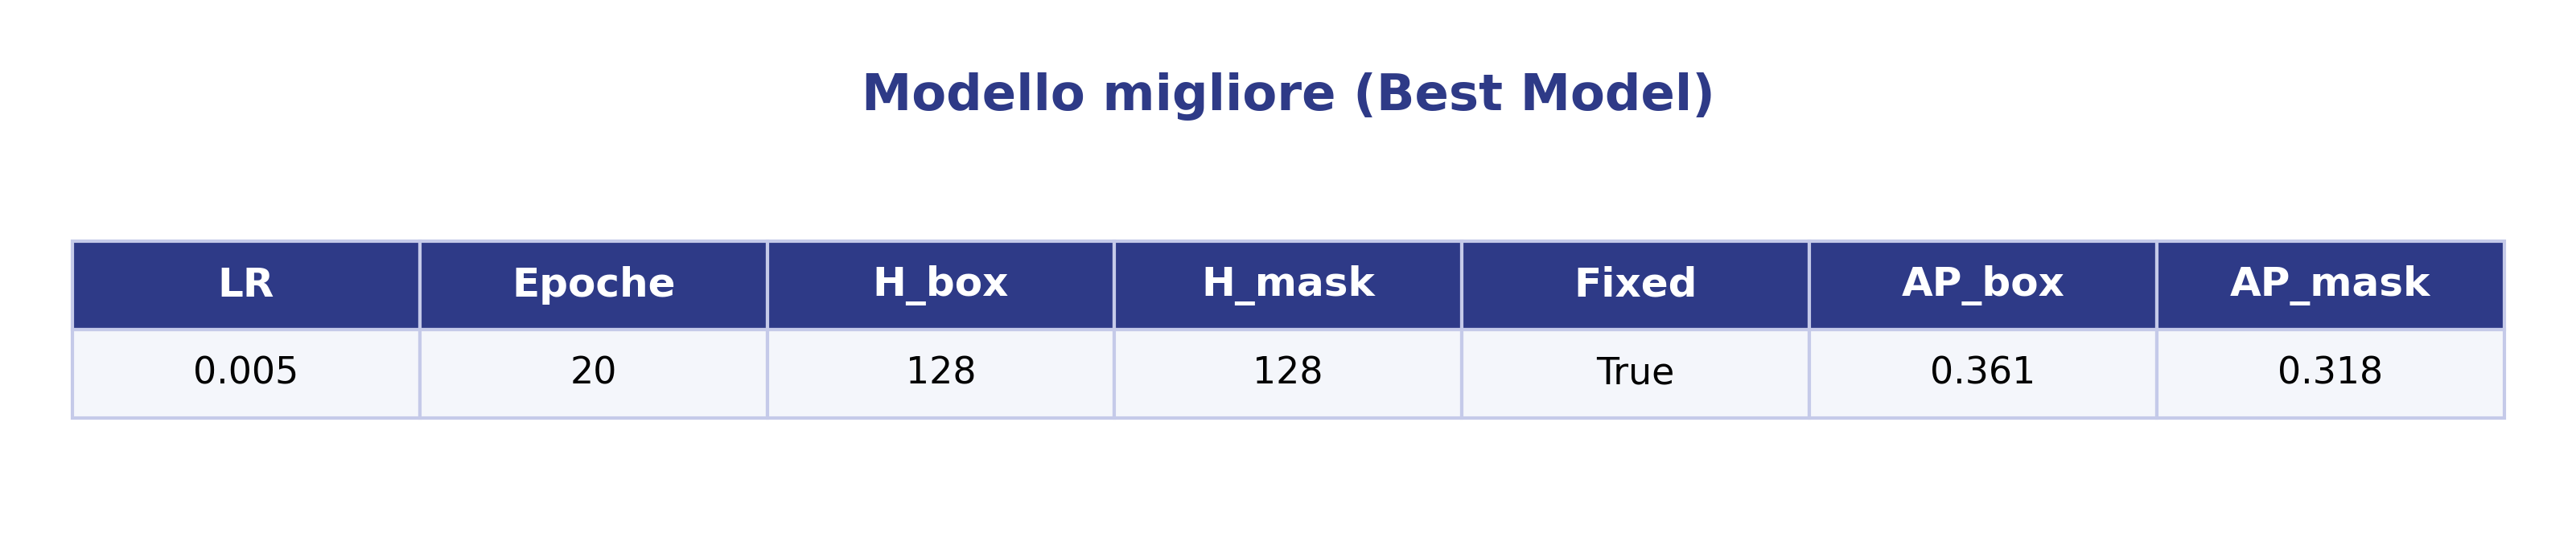 Modello migliore (Best Model)
LR Epoche H_box H_mask Fixed AP_box AP_mask
0.005 20 128 128 True 0.361 0.318